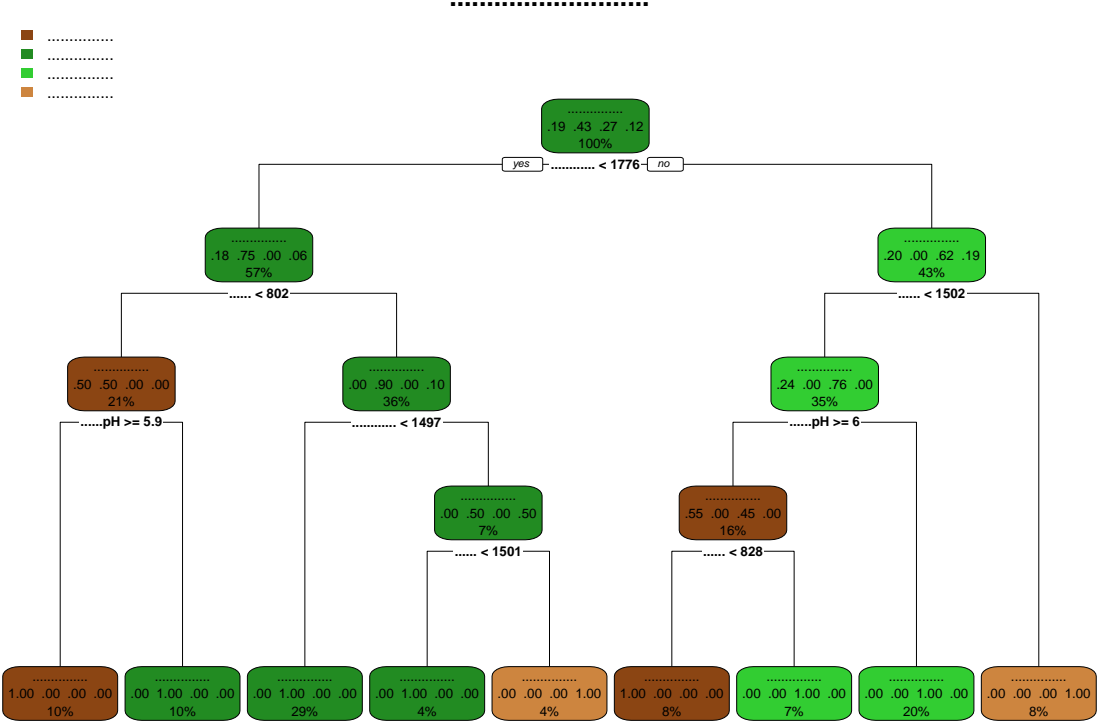 .19 .43 .27 .12
100%
yes ............ < 1776 no
.18 .75 .00 .06
57%
.20 .00 .62 .19
43%
...... < 802
...... < 1502
.50 .50 .00 .00
21%
.00 .90 .00 .10
36%
.24 .00 .76 .00
35%
......pH >= 5.9
............ < 1497
......pH >= 6
.00 .50 .00 .50
7%
.55 .00 .45 .00
16%
...... < 1501
...... < 828
1.00 .00 .00 .00
10%
.00 1.00 .00 .00
10%
.00 1.00 .00 .00
29%
.00 1.00 .00 .00
4%
.00 .00 .00 1.00
4%
1.00 .00 .00 .00
8%
.00 .00 1.00 .00
7%
.00 .00 1.00 .00
20%
.00 .00 .00 1.00
8%